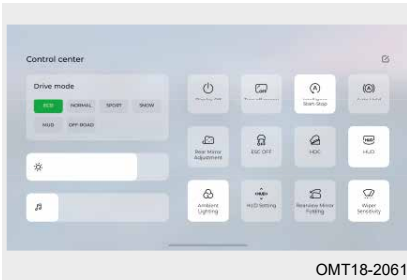 Control center
Drive mode
ECO NORMAL SPORT SNOW
MUD OFF ROAD
Start-Stop
Rear Mirror
Adjustment
ESC OFF
HDC
HUD
Ambient
Lighting
HUD Setting
Rearview Mirror
Folding
Wiper
Sensitivity
OMT18-2061